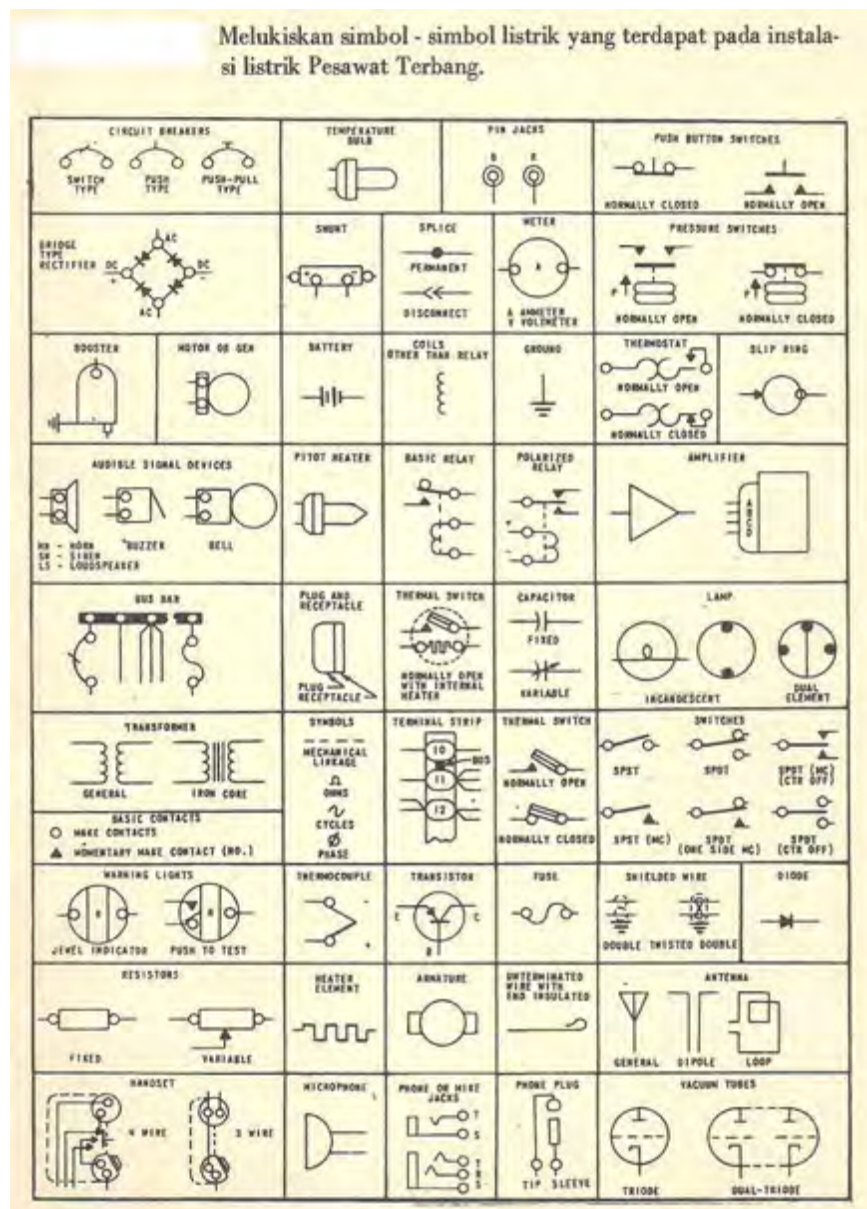 Melukiskan simbol - simbol listrik yang terdapat pada instala-
si listrik Pesawat Terbang.
CIRCUIT BREAKERS
SWITCH TYPE
PUSH TYPE
PUSH-PULL TYPE
TEMPERATURE
BULB
PIN JACKS
PUSH BUTTON SWITCHES
NORMALLY CLOSED
NORMALLY OPEN
BRIDGE
TYPE
RECTIFIER
AC
DC
DC
+
-
AC
SHUNT
+ -
SPLICE
PERMANENT
DISCONNECT
METER
A
A AMMETER
V VOLTMETER
PRESSURE SWITCHES
P
NORMALLY OPEN
P
NORMALLY CLOSED
BOOSTER
MOTOR OR GEN
BATTERY
COILS
OTHER THAN RELAY
GROUND
THERMOSTAT
NORMALLY OPEN
NORMALLY CLOSED
SLIP RING
AUDIBLE SIGNAL DEVICES
HN - HORN
SN - SIREN
LS - LOUDSPEAKER
BUZZER
BELL
PITOT HEATER
BASIC RELAY
POLARIZED
RELAY
+
-
AMPLIFIER
A
B
C
D
BUS BAR
PLUG AND
RECEPTACLE
PLUG
RECEPTACLE
THERMAL SWITCH
NORMALLY OPEN
WITH INTERNAL
HEATER
CAPACITOR
FIXED
VARIABLE
LAMP
INCANDESCENT
DUAL
ELEMENT
TRANSFORMER
GENERAL
IRON CORE
BASIC CONTACTS
MAKE CONTACTS
MOMENTARY MAKE CONTACT (NO.)
SYMBOLS
MECHANICAL
LINKAGE
Ω
OHMS
CYCLES
Ø
PHASE
TERMINAL STRIP
10
BUS
11
12
THERMAL SWITCH
NORMALLY OPEN
NORMALLY CLOSED
SWITCHES
SPST
SPDT
SPDT (MC)
(CTR OFF)
SPST (MC)
SPDT
(ONE SIDE MC)
SPDT
(CTR OFF)
WARNING LIGHTS
R
R
JEWEL INDICATOR
PUSH TO TEST
THERMOCOUPLE
-
+
TRANSISTOR
E
C
B
FUSE
SHIELDED WIRE
DOUBLE
TWISTED DOUBLE
DIODE
RESISTORS
FIXED
VARIABLE
HEATER
ELEMENT
ARMATURE
UNTERMINATED
WIRE WITH
END INSULATED
ANTENNA
GENERAL
DIPOLE
LOOP
HANDSET
4 WIRE
3 WIRE
MICROPHONE
PHONE OR MIKE
JACKS
T
S
T
R
S
PHONE PLUG
TIP
SLEEVE
VACUUM TUBES
TRIODE
DUAL-TRIODE